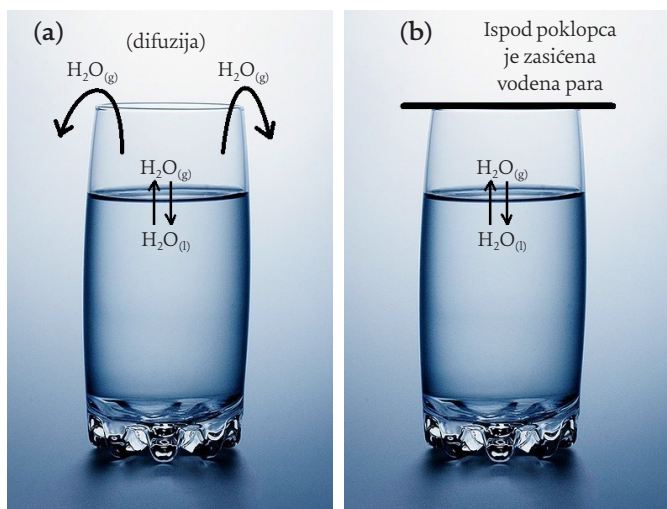 (a)
(difuzija)
H₂O₍g₎ H₂O₍g₎
H₂O₍g₎
H₂O₍l₎
(b)
Ispod poklopca
je zasićena
vodena para
H₂O₍g₎
H₂O₍l₎